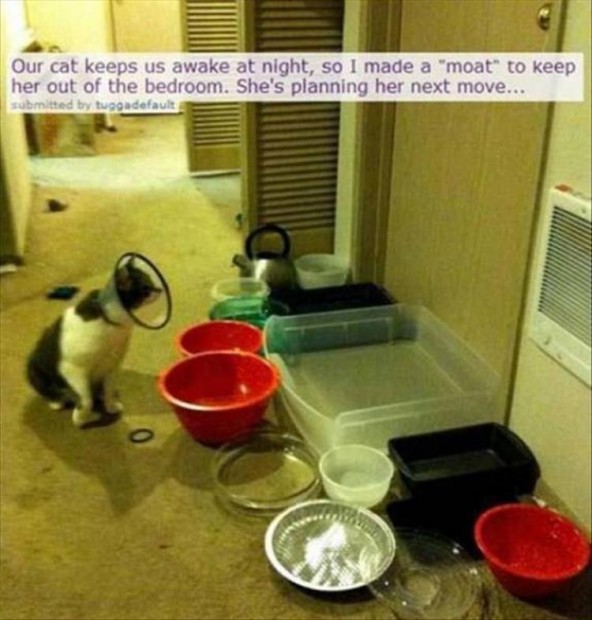 Our cat keeps us awake at night, so I made a "moat" to keep
her out of the bedroom. She's planning her next move...
submitted by tuggadefault